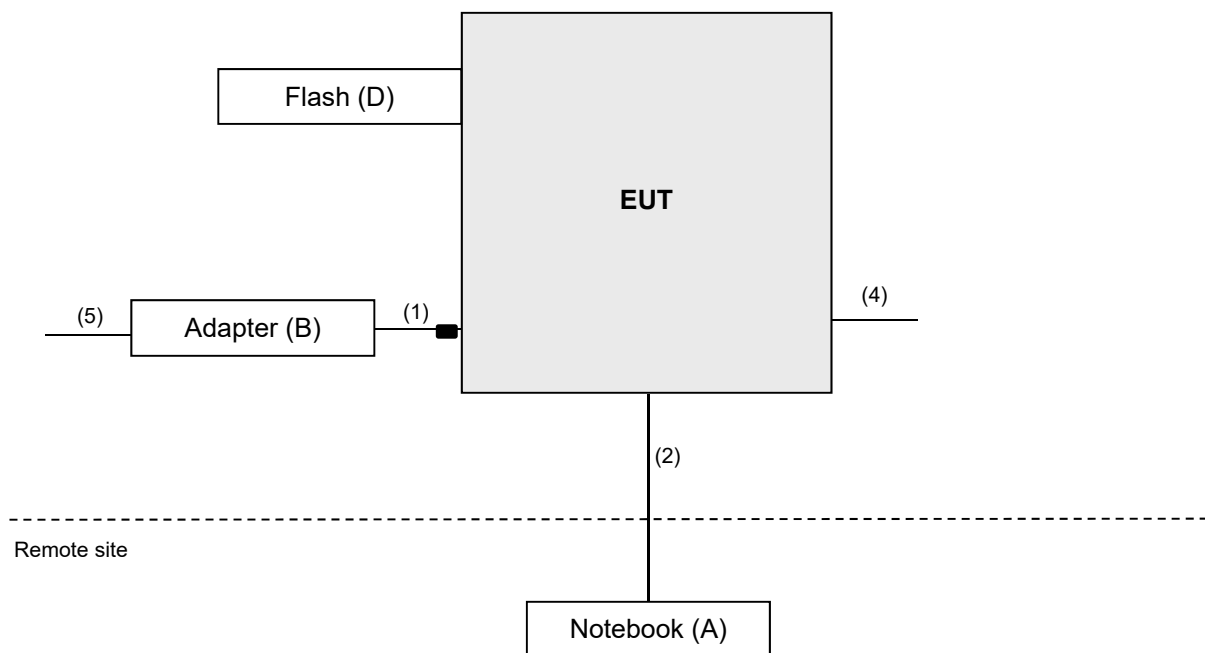 Flash (D)
EUT
(5)
Adapter (B)
(1)
(4)
(2)
Remote site
Notebook (A)